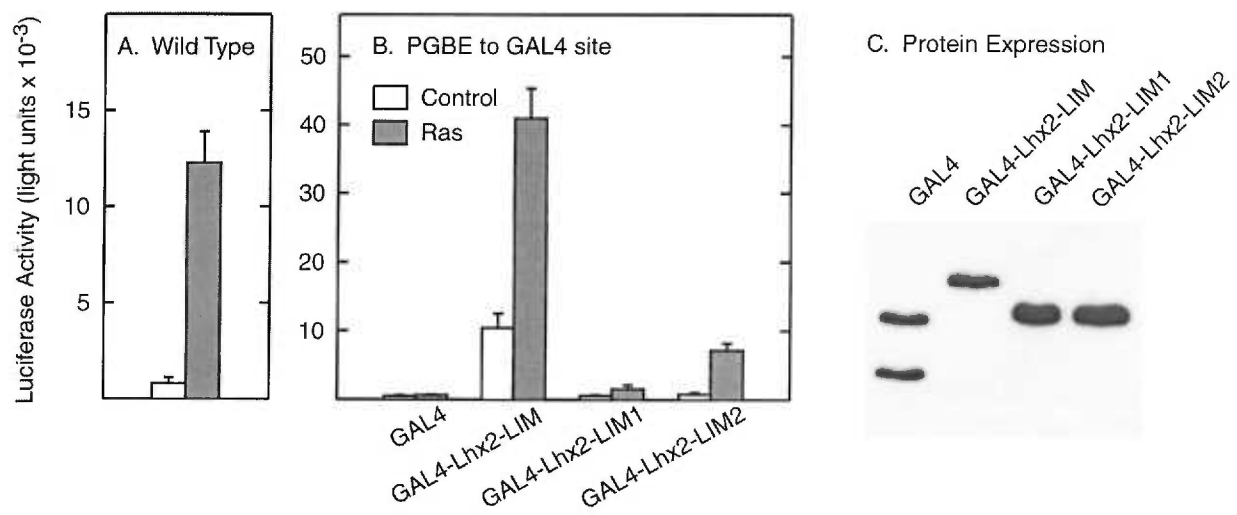 Luciferase Activity (light units x 10⁻³)
A. Wild Type
15
10
5
B. PGBE to GAL4 site
Control
Ras
50
40
30
20
10
GAL4
GAL4-Lhx2-LIM
GAL4-Lhx2-LIM1
GAL4-Lhx2-LIM2
C. Protein Expression
GAL4
GAL4-Lhx2-LIM
GAL4-Lhx2-LIM1
GAL4-Lhx2-LIM2